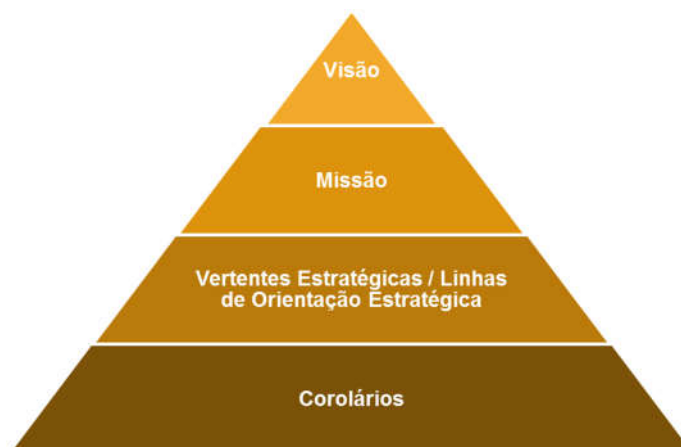 Visão
Missão
Vertentes Estratégicas / Linhas
de Orientação Estratégica
Corolários